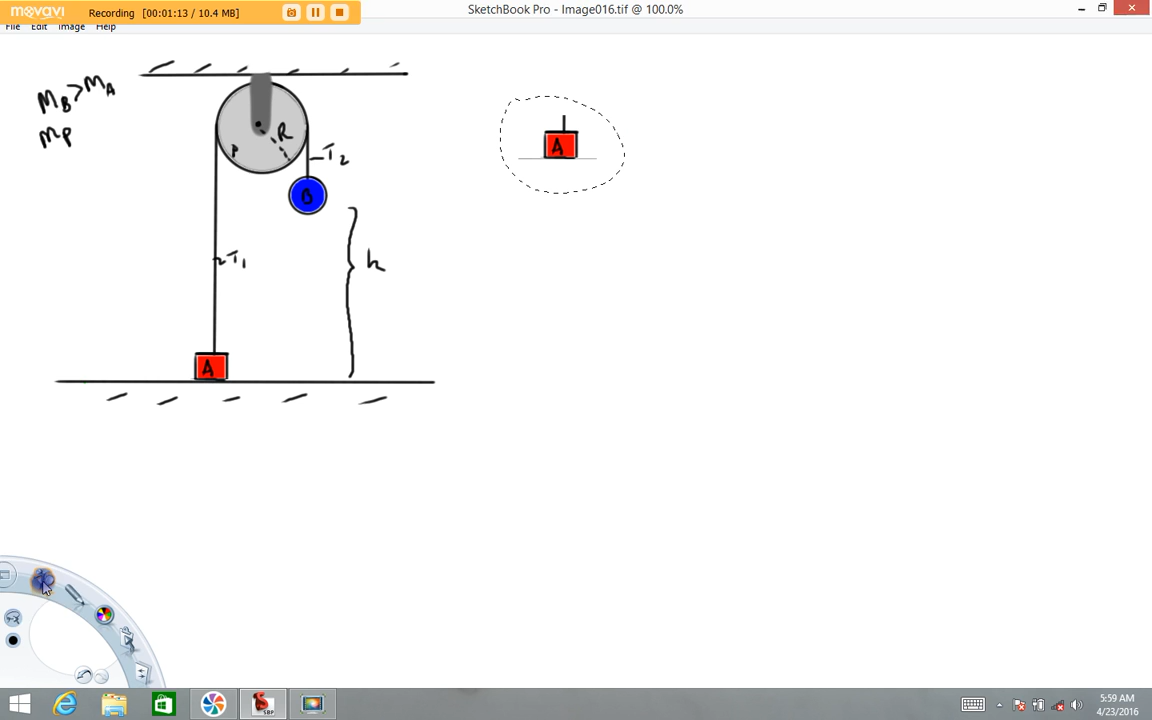 movavi Recording [00:01:13 / 10.4 MB]
SketchBook Pro - Image016.tif @ 100.0%
File Edit Image Help
MB>MA
MP
R
P
T2
B
T1
h
A
A
SBP
5:59 AM
4/23/2016